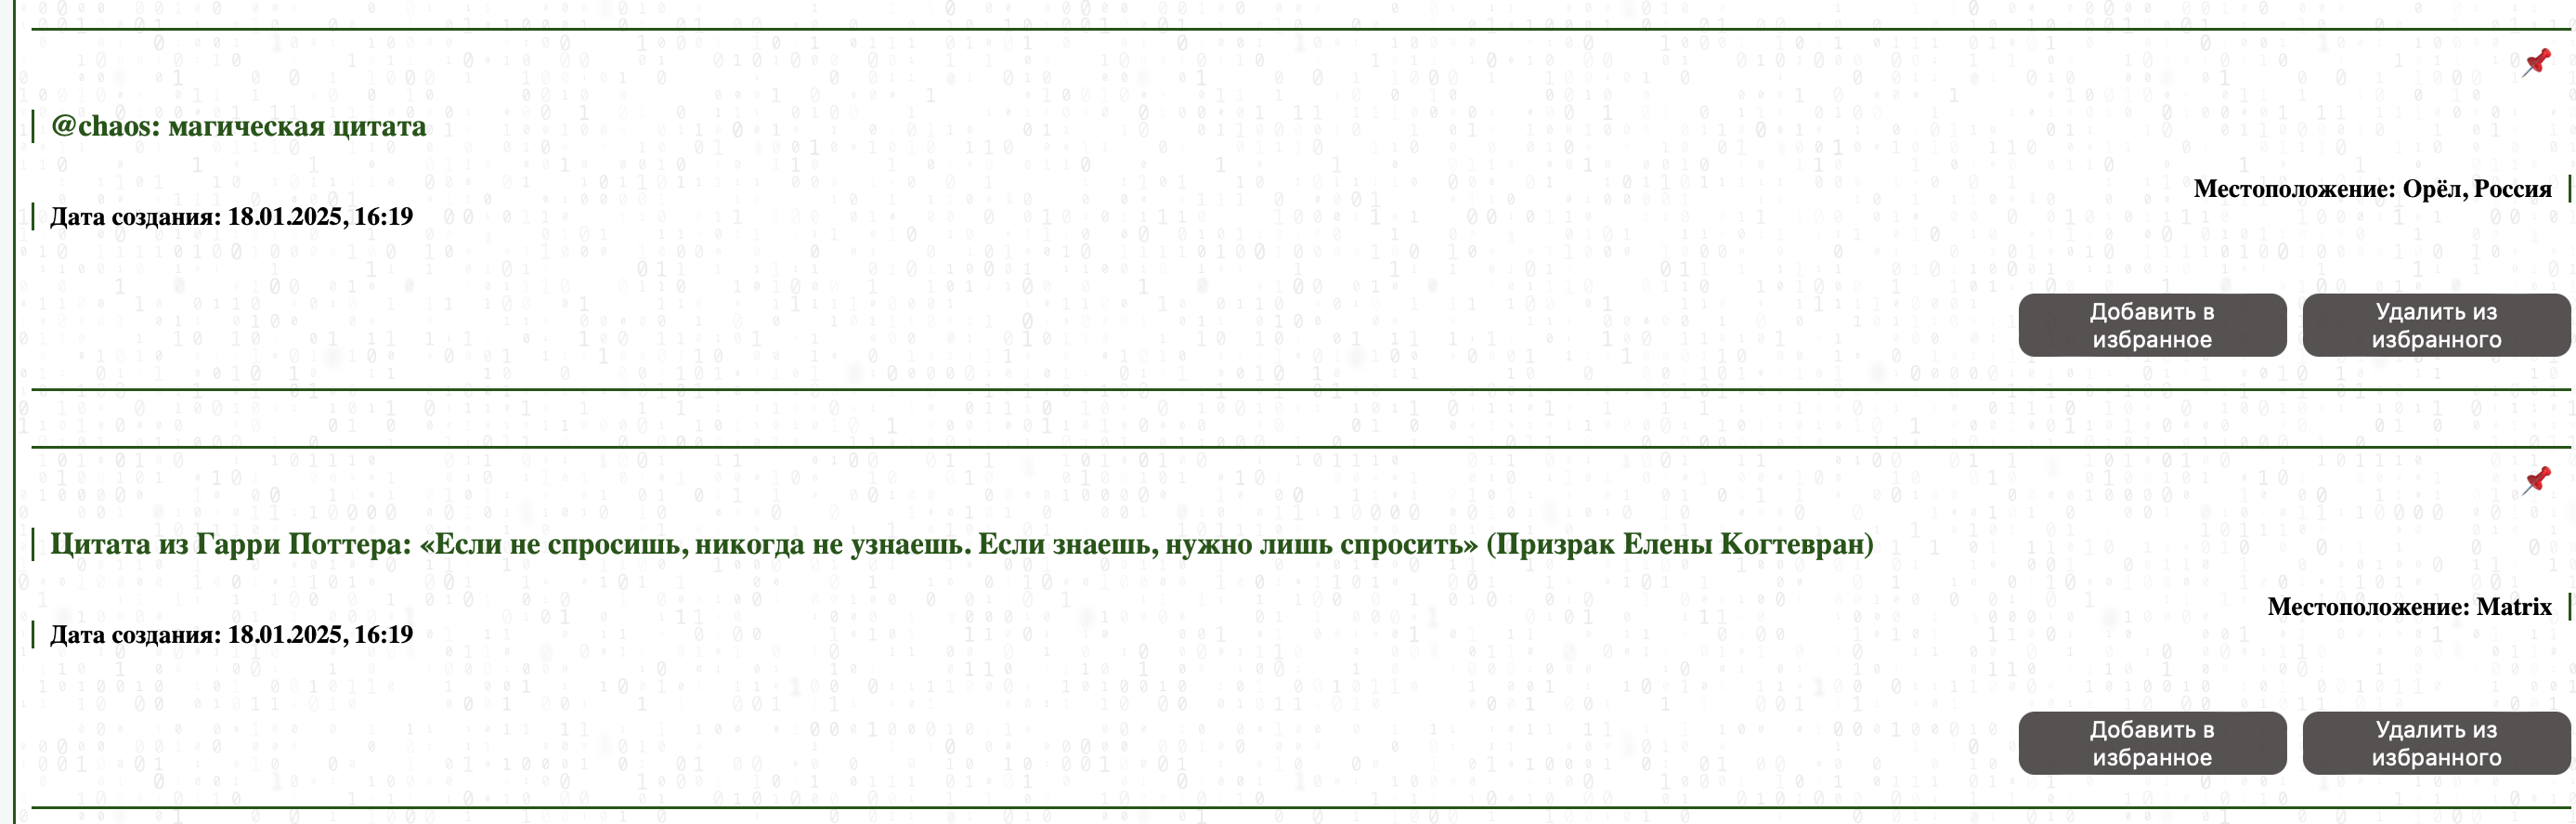 @chaos: магическая цитата
Местоположение: Орёл, Россия
Дата создания: 18.01.2025, 16:19
Добавить в
избранное
Удалить из
избранного
Цитата из Гарри Поттера: «Если не спросишь, никогда не узнаешь. Если знаешь, нужно лишь спросить» (Призрак Елены Когтевран)
Местоположение: Matrix
Дата создания: 18.01.2025, 16:19
Добавить в
избранное
Удалить из
избранного